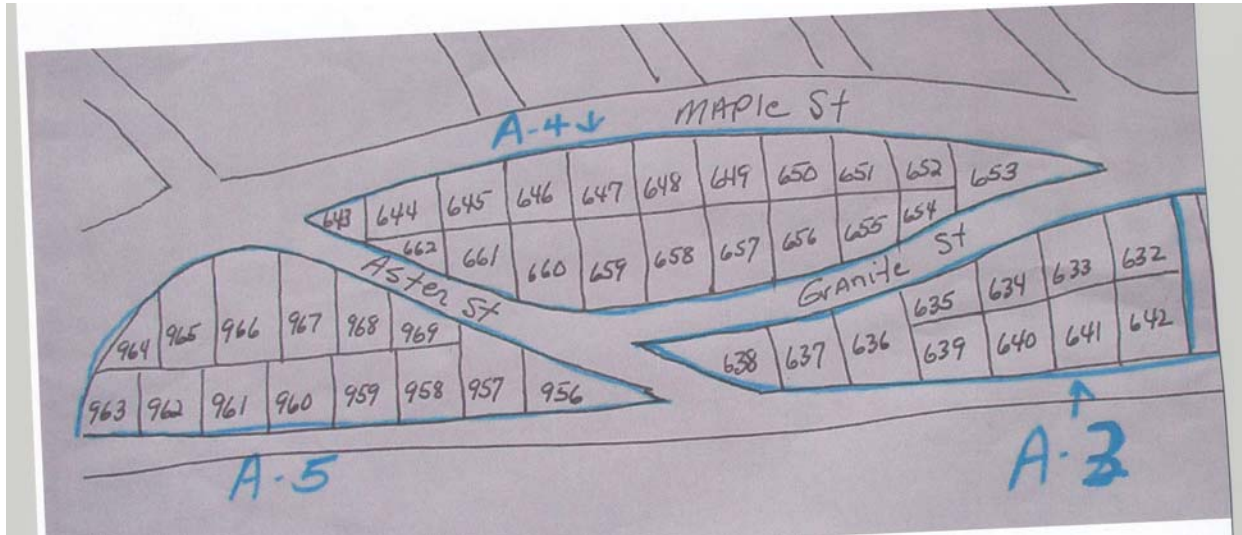 MAPle St
A-4
643 644 645 646 647 648 649 650 651 652 653
662 661 660 659 658 657 656 655 654
Aster St
Granite St
635 634 633 632
638 637 636 639 640 641 642
964 965 966 967 968 969
963 962 961 960 959 958 957 956
A-5